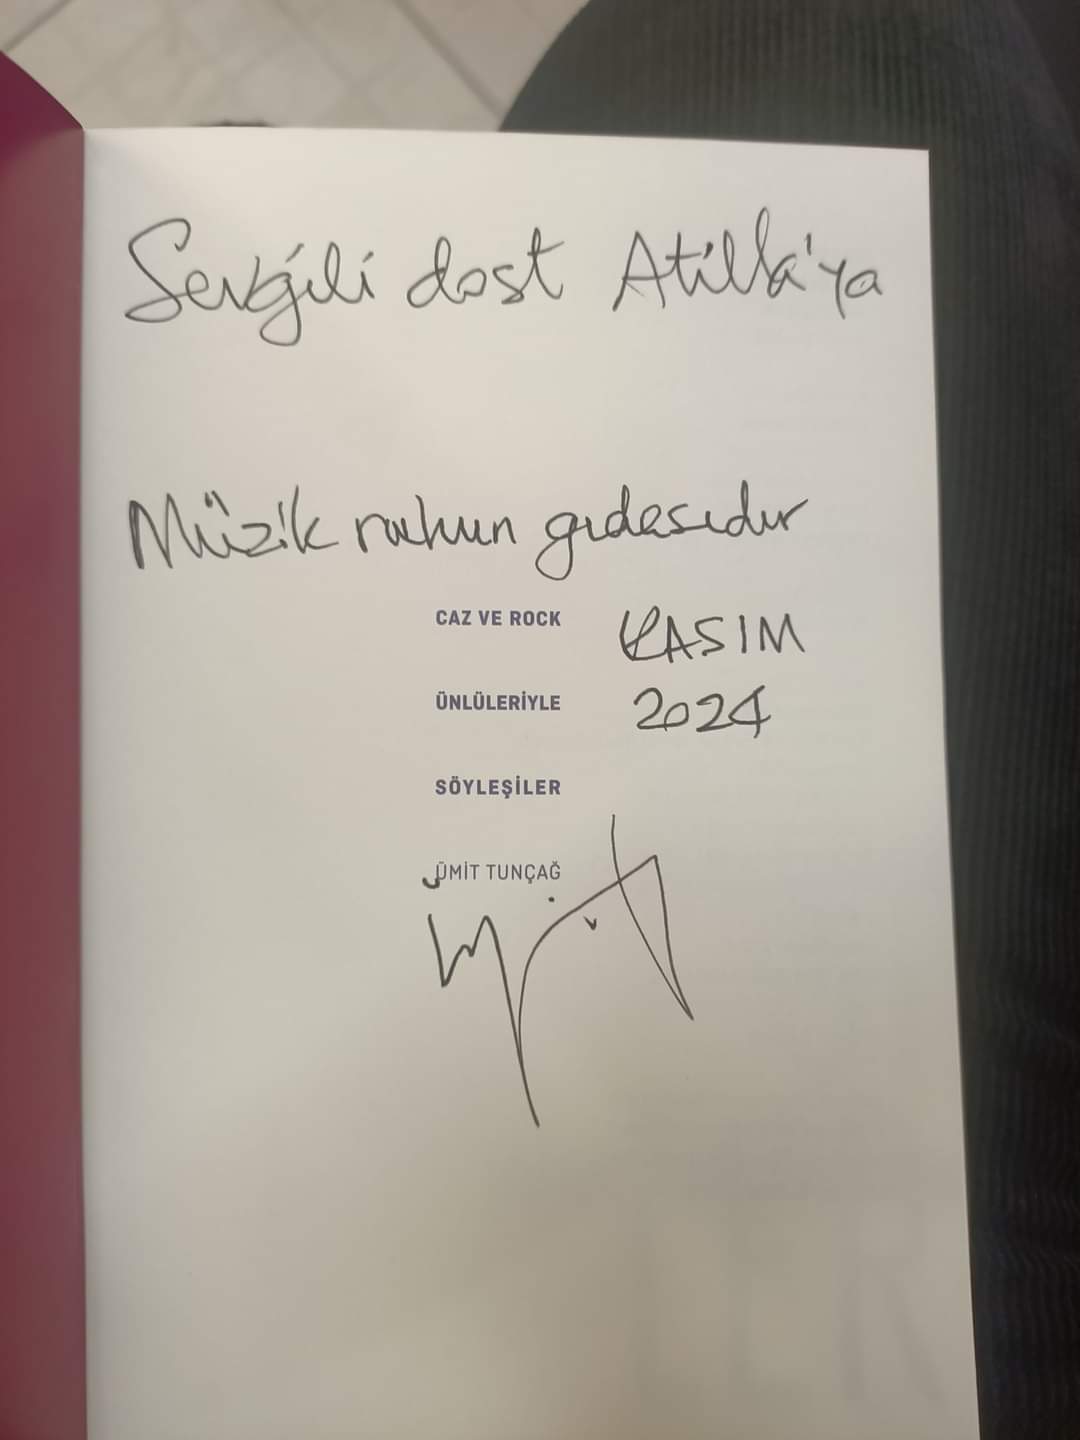 Sevgili dost Atilla'ya
Müzik ruhun gıdasıdır
CAZ VE ROCK
KASIM
ÜNLÜLERİYLE
2024
SÖYLEŞİLER
ÜMİT TUNÇAĞ